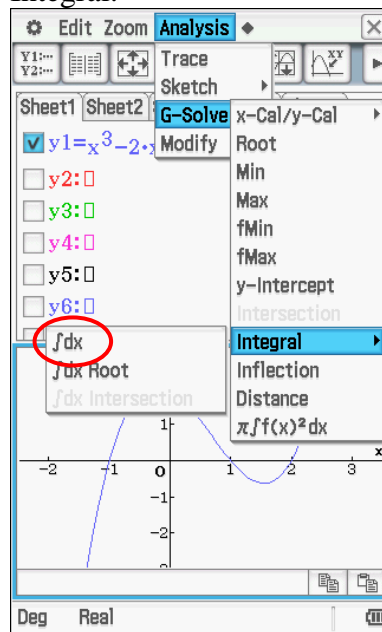 Integral.
Edit Zoom Analysis
Y1:···
Y2:···
Trace
Sketch
G-Solve
Modify
Sheet1 Sheet2
x-Cal/y-Cal
Root
Min
Max
fMin
fMax
y-Intercept
Intersection
Integral
Inflection
Distance
π∫f(x)²dx
y1=x³-2·x
y2:
y3:
y4:
y5:
y6:
∫dx
∫dx Root
∫dx Intersection
1
-2 -1 0 1 2 3
x
-1
-2
Deg Real